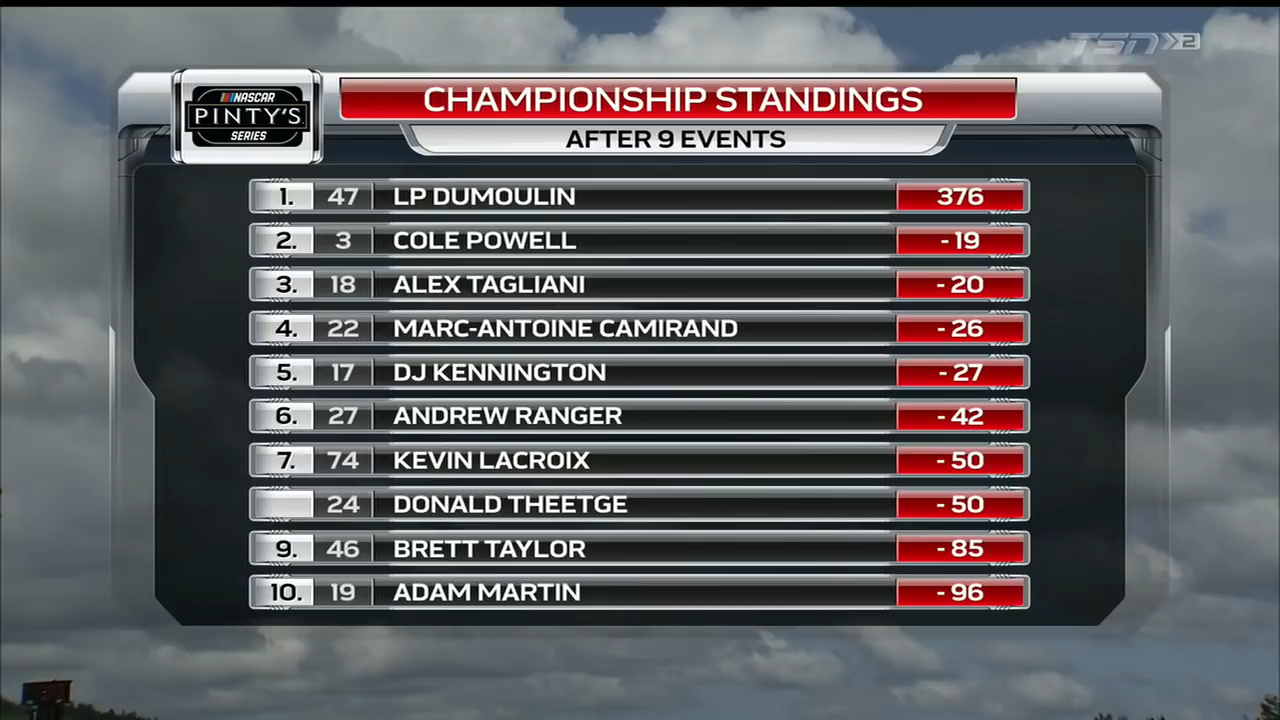 TSN 2
NASCAR
PINTY'S
SERIES
CHAMPIONSHIP STANDINGS
AFTER 9 EVENTS
1. 47 LP DUMOULIN 376
2. 3 COLE POWELL - 19
3. 18 ALEX TAGLIANI - 20
4. 22 MARC-ANTOINE CAMIRAND - 26
5. 17 DJ KENNINGTON - 27
6. 27 ANDREW RANGER - 42
7. 74 KEVIN LACROIX - 50
24 DONALD THEETGE - 50
9. 46 BRETT TAYLOR - 85
10. 19 ADAM MARTIN - 96